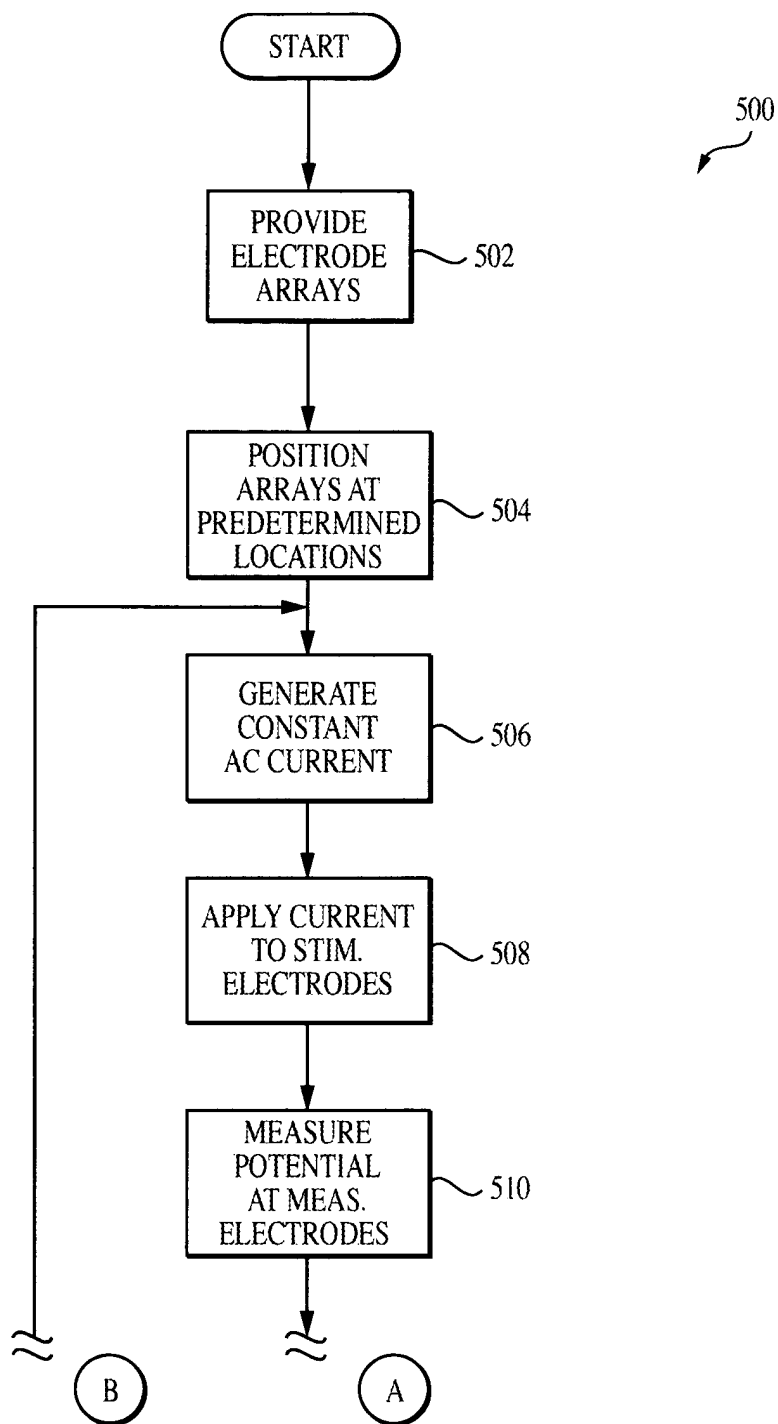 START
500
PROVIDE
ELECTRODE
ARRAYS
502
POSITION
ARRAYS AT
PREDETERMINED
LOCATIONS
504
GENERATE
CONSTANT
AC CURRENT
506
APPLY CURRENT
TO STIM.
ELECTRODES
508
MEASURE
POTENTIAL
AT MEAS.
ELECTRODES
510
B
A